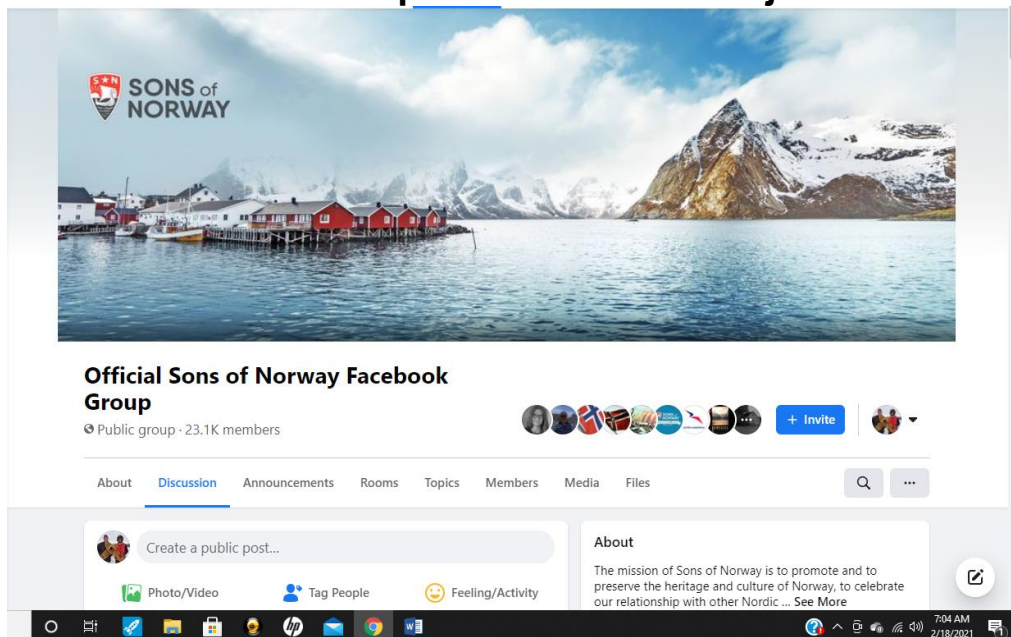 S★N
SONS of
NORWAY
Official Sons of Norway Facebook
Group
Public group · 23.1K members
+ Invite
About Discussion Announcements Rooms Topics Members Media Files
Create a public post...
Photo/Video Tag People Feeling/Activity
About
The mission of Sons of Norway is to promote and to
preserve the heritage and culture of Norway, to celebrate
our relationship with other Nordic ... See More
hp
W
7:04 AM
2/18/2021
1